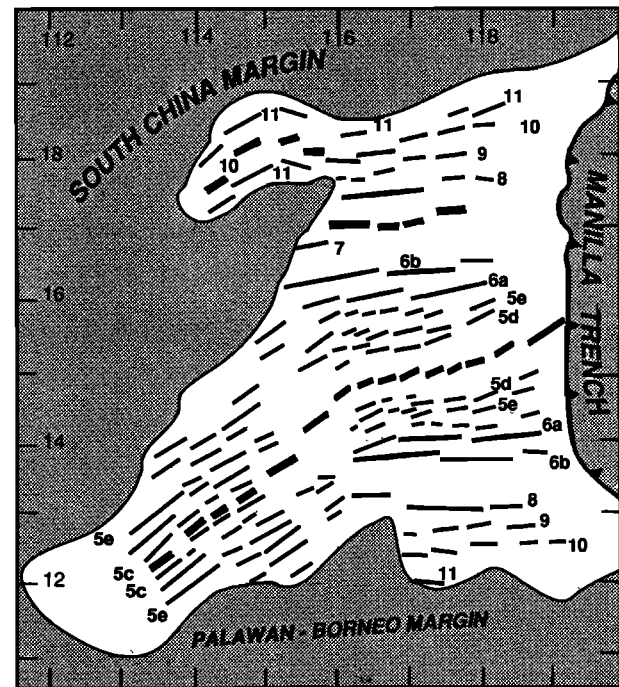 112 114 116 118
SOUTH CHINA MARGIN
11
11
11
10
10
18
9
11
8
7
6b
6a
16
5e
5d
MANILLA TRENCH
5d
5e
6a
14
6b
8
9
5e
10
5c
12
11
5c
5e
PALAWAN - BORNEO MARGIN